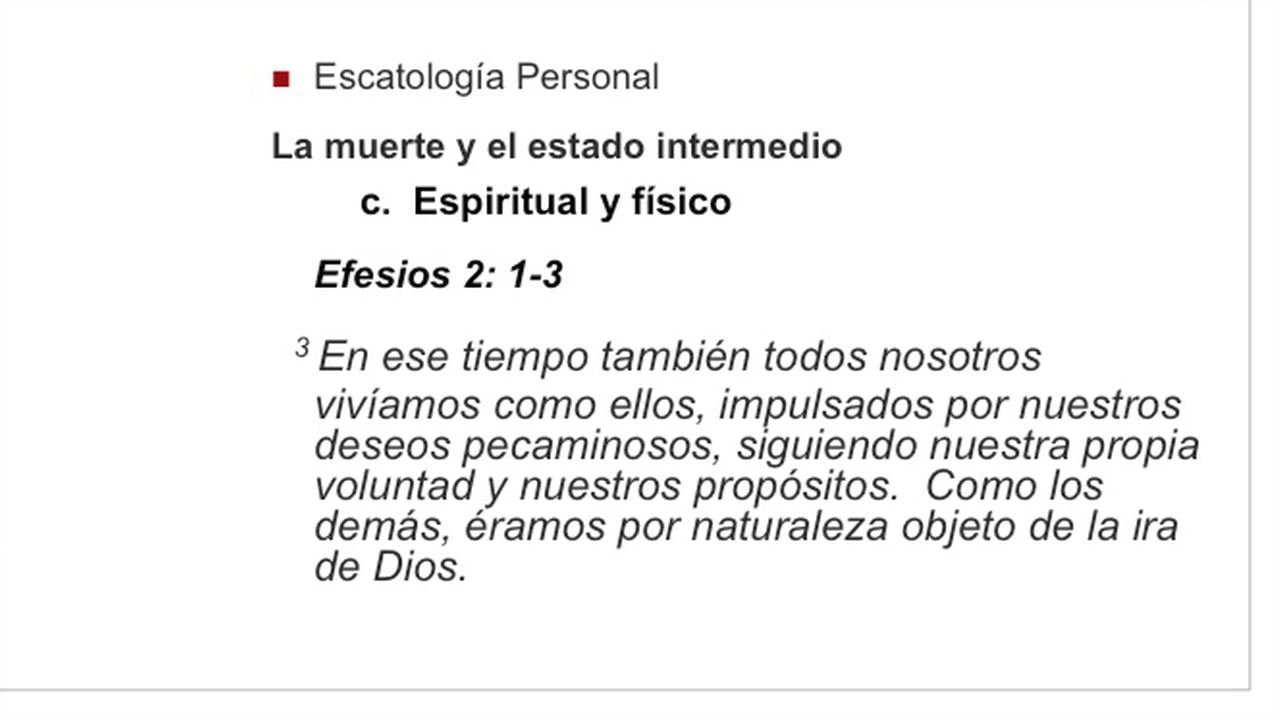 Escatología Personal
La muerte y el estado intermedio
c. Espiritual y físico
Efesios 2: 1-3
3 En ese tiempo también todos nosotros
vivíamos como ellos, impulsados por nuestros
deseos pecaminosos, siguiendo nuestra propia
voluntad y nuestros propósitos. Como los
demás, éramos por naturaleza objeto de la ira
de Dios.